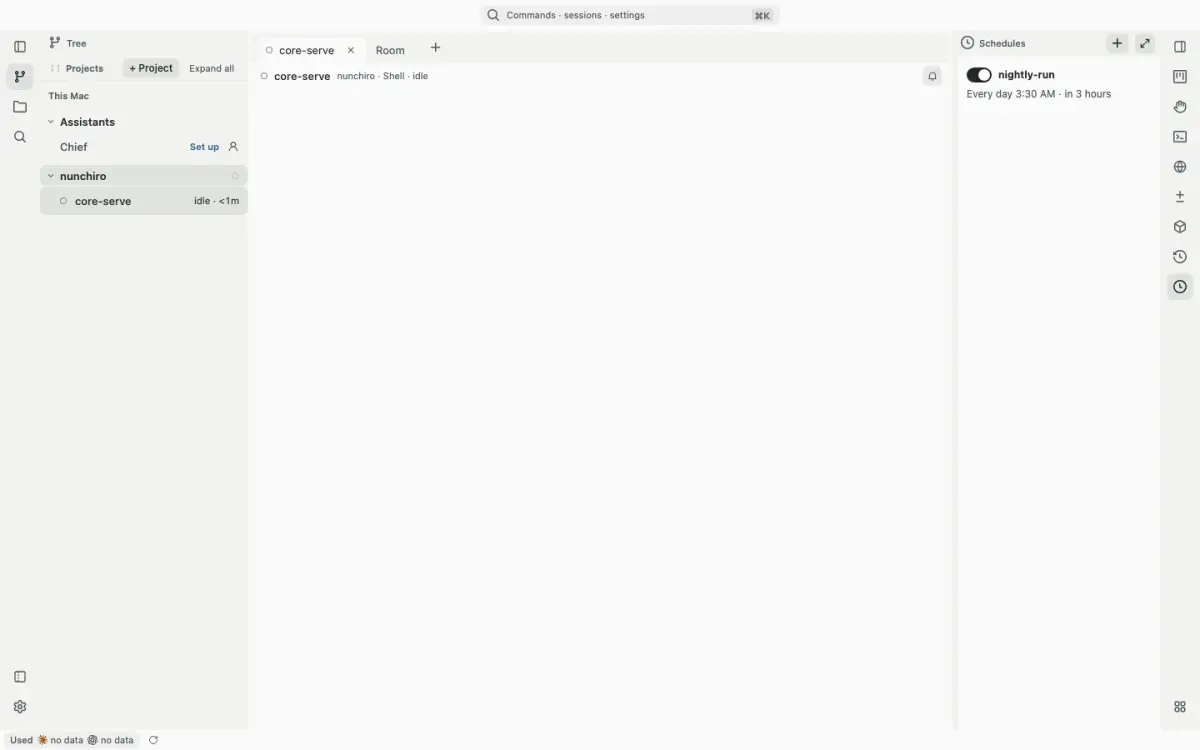 Commands · sessions · settings ⌘K
Tree
Projects + Project Expand all
This Mac
Assistants
Chief Set up
nunchiro
core-serve idle · <1m
core-serve × Room +
core-serve nunchiro · Shell · idle
Schedules
nightly-run
Every day 3:30 AM · in 3 hours
Used no data no data